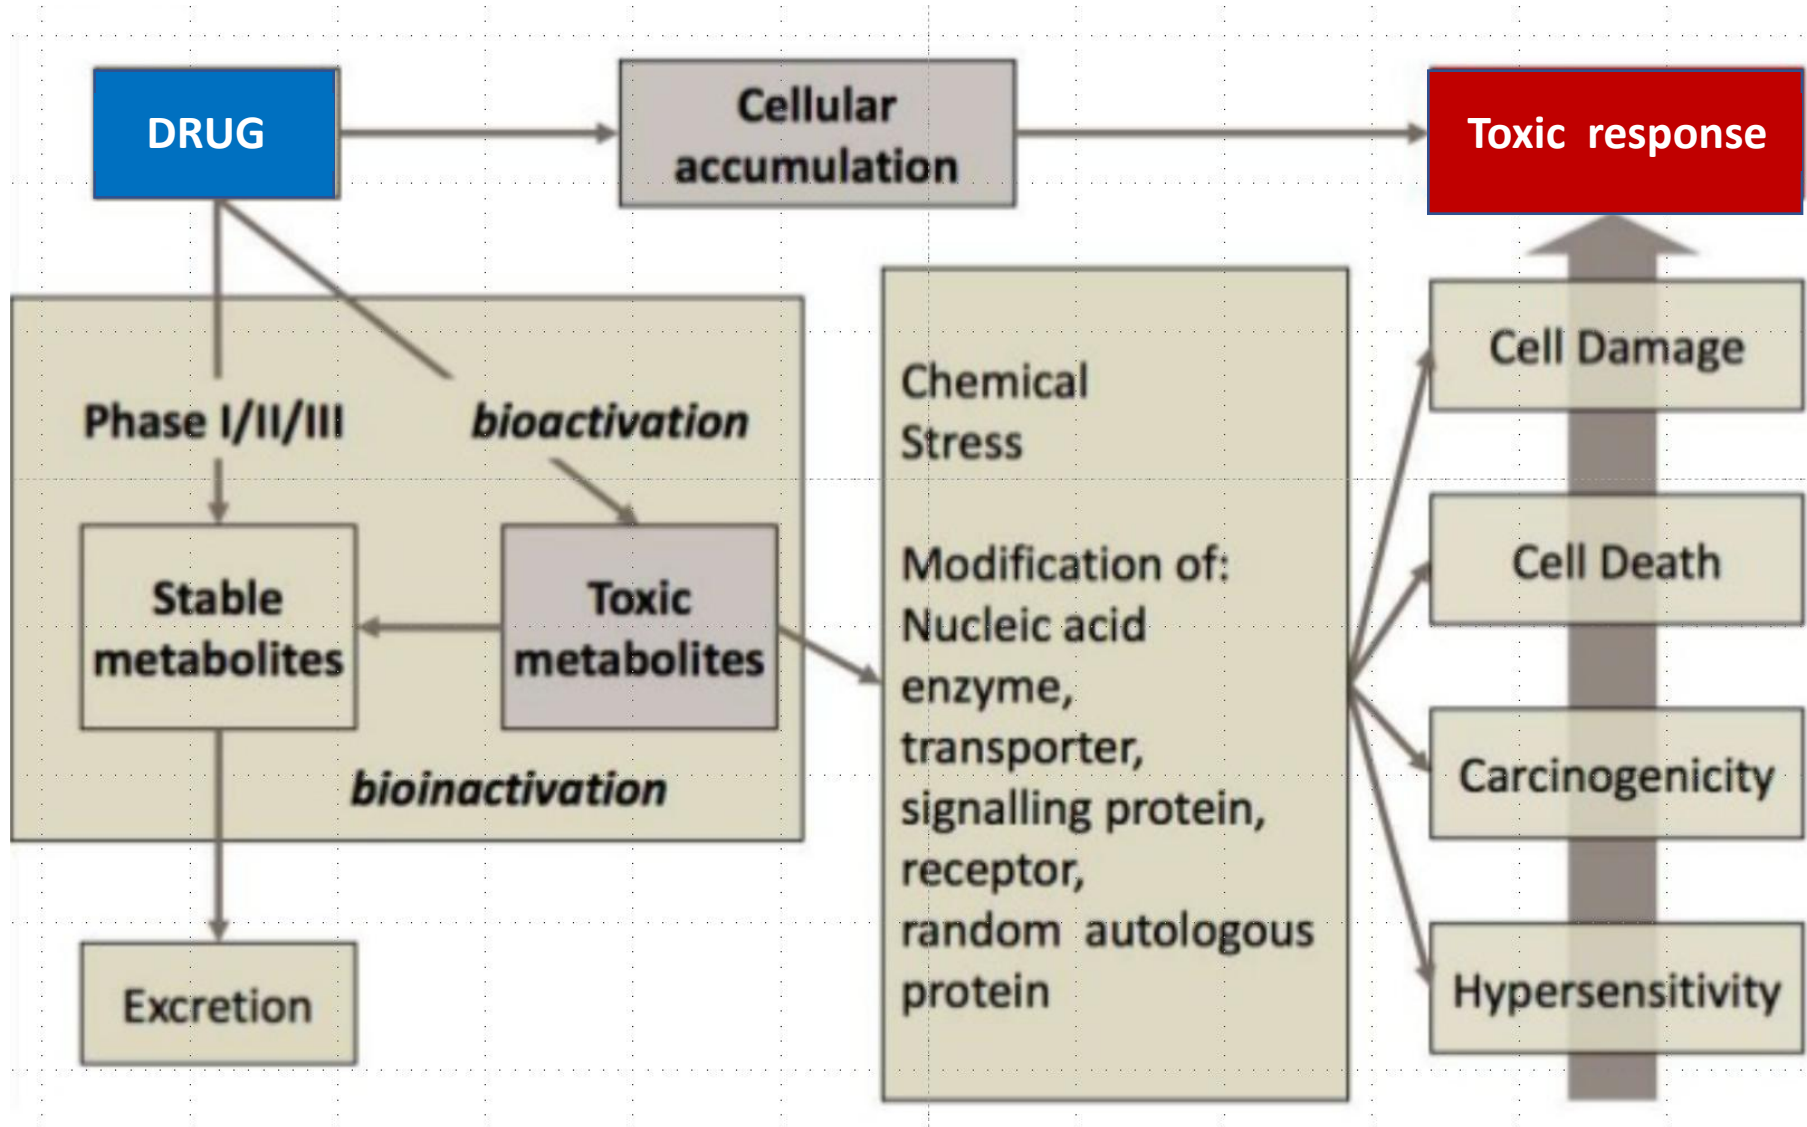 DRUG
Cellular
accumulation
Toxic response
Phase I/II/III
bioactivation
Stable
metabolites
Toxic
metabolites
bioinactivation
Excretion
Chemical
Stress
Modification of:
Nucleic acid
enzyme,
transporter,
signalling protein,
receptor,
random autologous
protein
Cell Damage
Cell Death
Carcinogenicity
Hypersensitivity